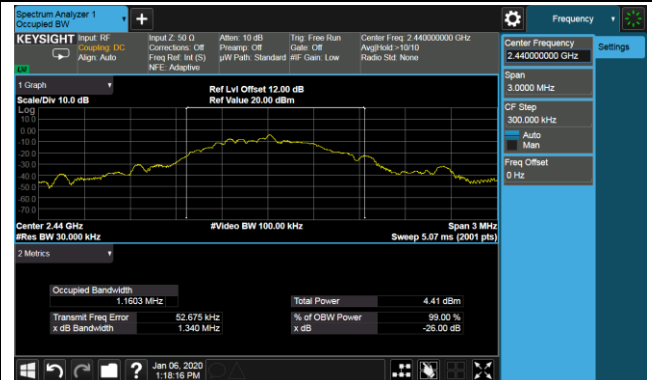 Spectrum Analyzer 1
Occupied BW
Frequency
KEYSIGHT
Input: RF
Coupling: DC
Align: Auto
Input Z: 50 Ω
Corrections: Off
Freq Ref: Int (S)
NFE: Adaptive
Atten: 10 dB
Preamp: Off
µW Path: Standard
Trig: Free Run
Gate: Off
#IF Gain: Low
Center Freq: 2.440000000 GHz
Avg|Hold:>10/10
Radio Std: None
Center Frequency
2.440000000 GHz
Settings
Span
3.0000 MHz
CF Step
300.000 kHz
Auto
Man
Freq Offset
0 Hz
1 Graph
Scale/Div 10.0 dB
Ref Lvl Offset 12.00 dB
Ref Value 20.00 dBm
Log
10.0
0.00
-10.0
-20.0
-30.0
-40.0
-50.0
-60.0
-70.0
Center 2.44 GHz
#Res BW 30.000 kHz
#Video BW 100.00 kHz
Span 3 MHz
Sweep 5.07 ms (2001 pts)
2 Metrics
Occupied Bandwidth
1.1603 MHz
Total Power 4.41 dBm
Transmit Freq Error 52.675 kHz
% of OBW Power 99.00 %
x dB Bandwidth 1.340 MHz
x dB -26.00 dB
Jan 06, 2020
1:18:16 PM